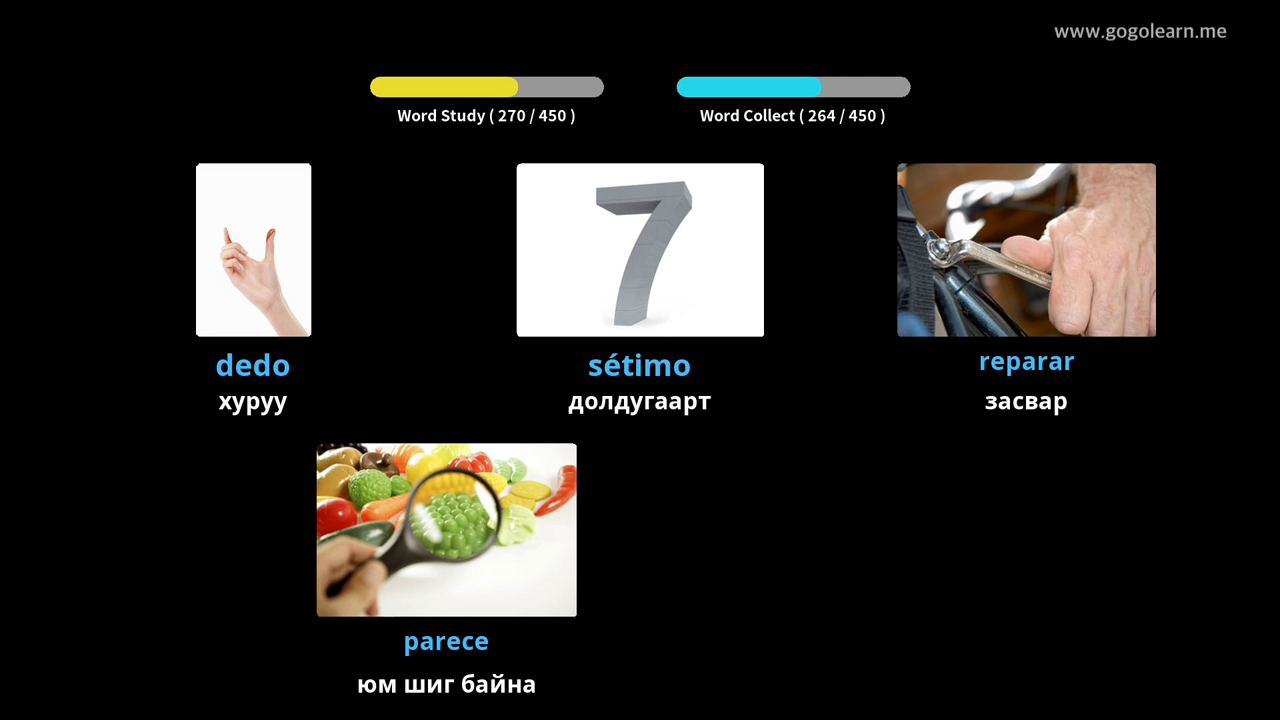 www.gogolearn.me
Word Study ( 270 / 450 )
Word Collect ( 264 / 450 )
dedo
хуруу
sétimo
долдугаарт
reparar
засвар
parece
юм шиг байна